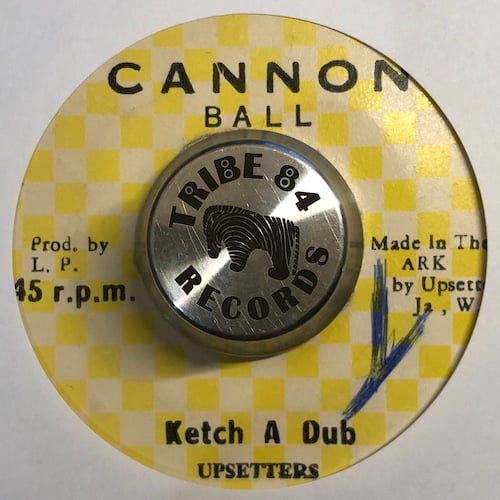 CANNON
BALL
TRIBE 84
RECORDS
Prod. by
L. P.
45 r.p.m.
Made In The
ARK
by Upsett
Ja, W.
Ketch A Dub
UPSETTERS